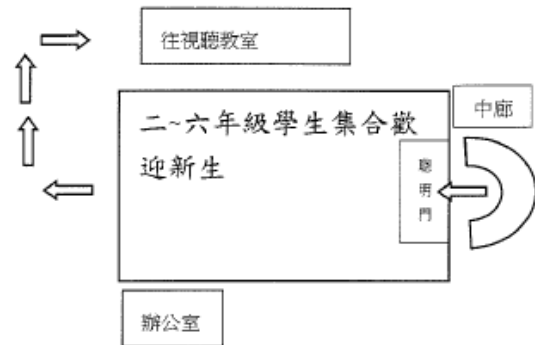 往視聽教室
二~六年級學生集合歡
迎新生
中廊
聰
明
門
辦公室